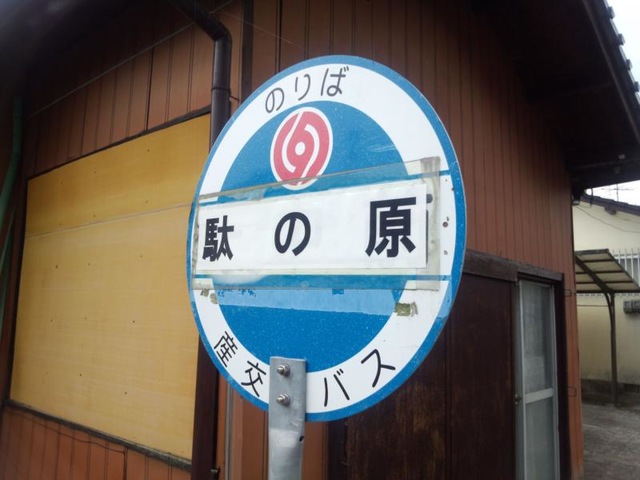 のりば
駄の原
産交バス